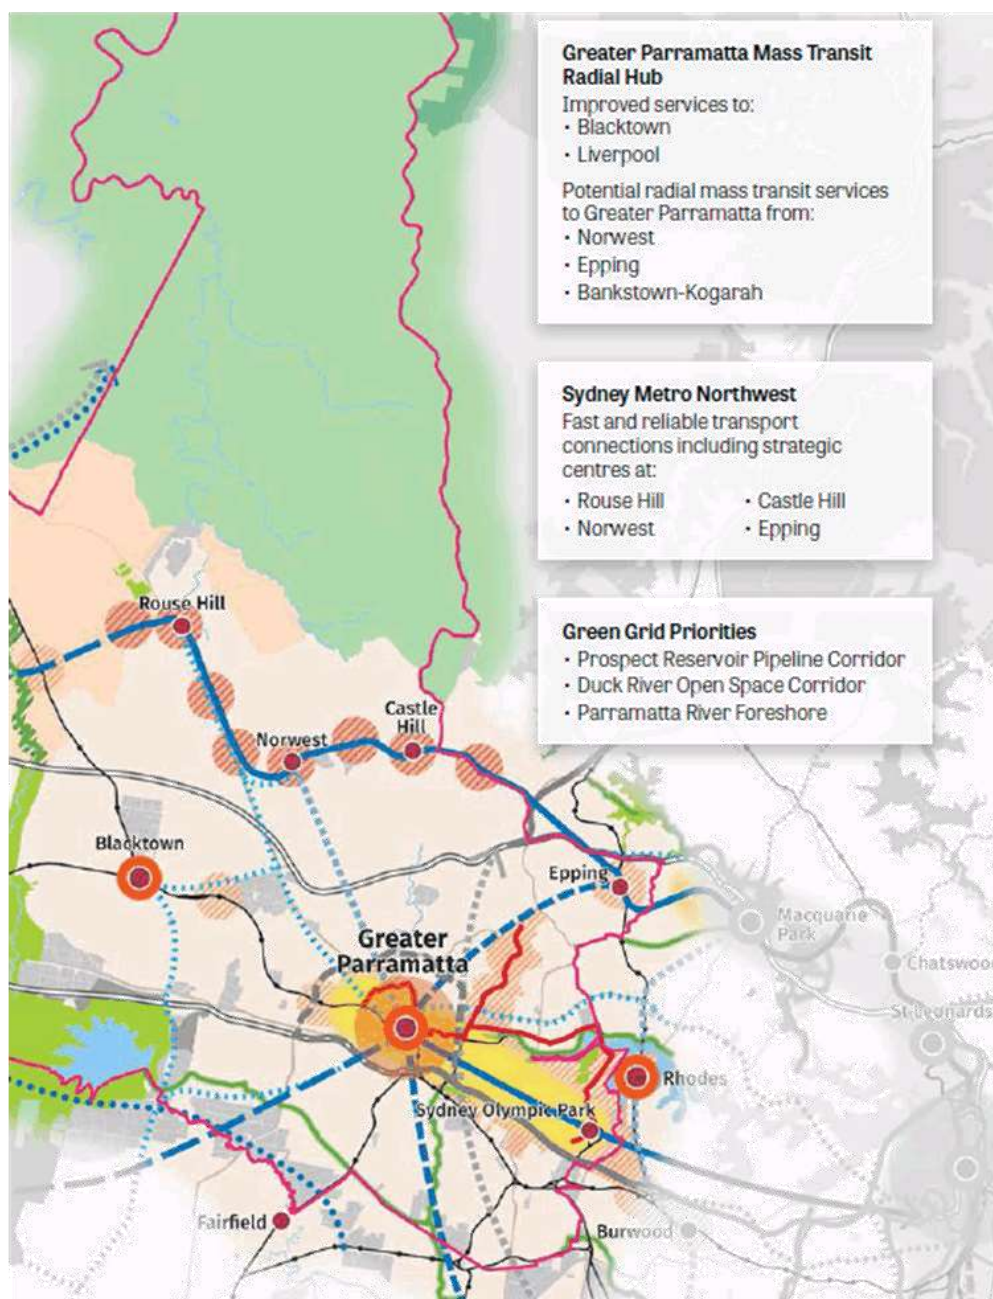 Greater Parramatta Mass Transit
Radial Hub
Improved services to:
• Blacktown
• Liverpool
Potential radial mass transit services
to Greater Parramatta from:
• Norwest
• Epping
• Bankstown-Kogarah
Sydney Metro Northwest
Fast and reliable transport
connections including strategic
centres at:
• Rouse Hill
• Norwest
• Castle Hill
• Epping
Green Grid Priorities
• Prospect Reservoir Pipeline Corridor
• Duck River Open Space Corridor
• Parramatta River Foreshore
Rouse Hill
Castle
Hill
Norwest
Blacktown
Epping
Macquarie
Park
Greater
Parramatta
Chatswood
St Leonards
Rhodes
Sydney Olympic Park
Fairfield
Burwood